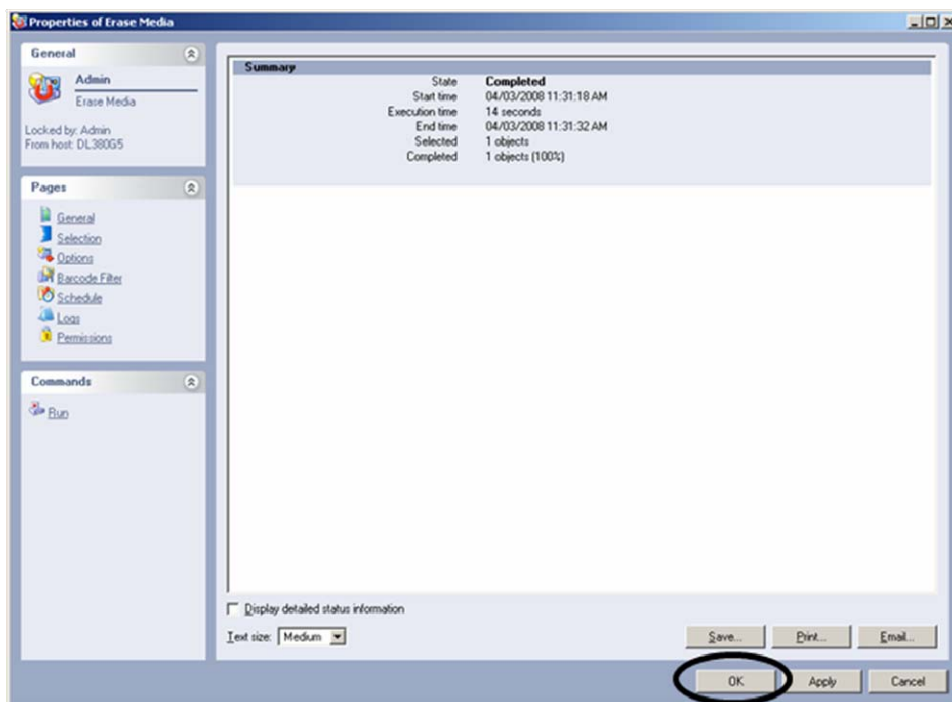 Properties of Erase Media
General
Admin
Erase Media
Locked by: Admin
From host: DL380G5
Pages
General
Selection
Options
Barcode Filter
Schedule
Logs
Permissions
Commands
Run
Summary
State Completed
Start time 04/03/2008 11:31:18 AM
Execution time 14 seconds
End time 04/03/2008 11:31:32 AM
Selected 1 objects
Completed 1 objects (100%)
Display detailed status information
Text size: Medium
Save... Print... Email...
OK Apply Cancel